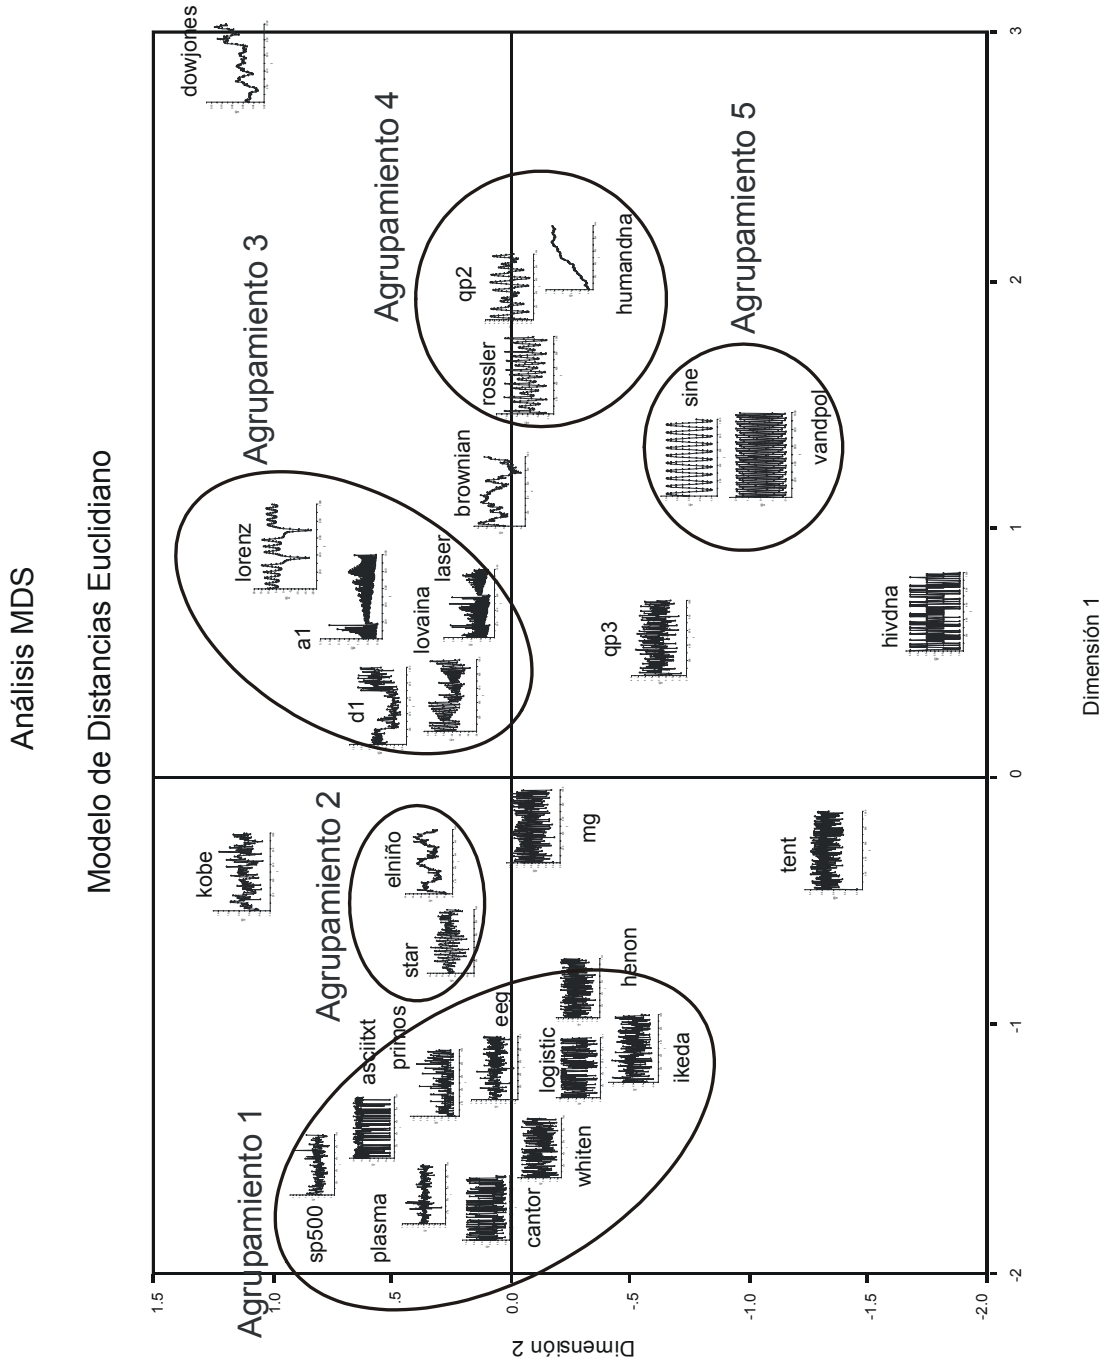 Análisis MDS
Modelo de Distancias Euclidiano
dowjones
Agrupamiento 3
Agrupamiento 4
Agrupamiento 5
qp2
humandna
rossler
sine
vandpol
brownian
lorenz
a1
laser
lovaina
d1
qp3
hivdna
Agrupamiento 2
kobe
elniño
star
mg
tent
Agrupamiento 1
asciitxt
primos
eeg
henon
logistic
ikeda
sp500
plasma
cantor
whiten
1.5
1.0
.5
0.0
-.5
-1.0
-1.5
-2.0
Dimensión 2
-2
-1
0
1
2
3
Dimensión 1